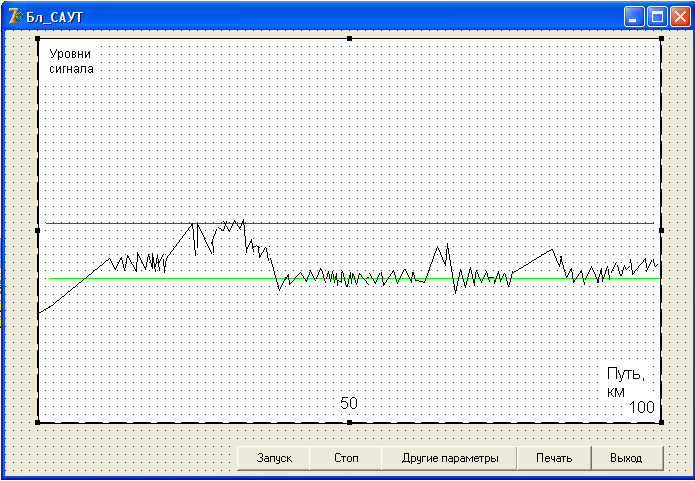 Бл_САУТ
Уровни
сигнала
Путь,
км
50
100
Запуск Стоп Другие параметры Печать Выход